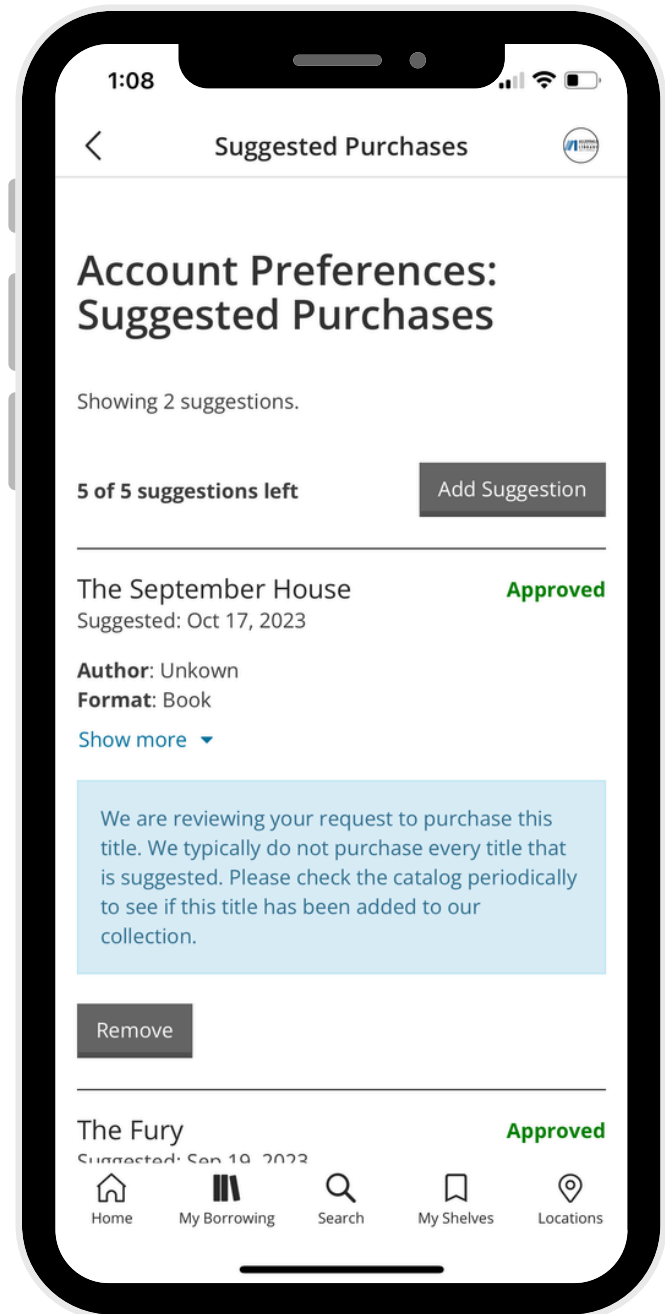 1:08
Suggested Purchases
Account Preferences:
Suggested Purchases
Showing 2 suggestions.
5 of 5 suggestions left
Add Suggestion
The September House
Approved
Suggested: Oct 17, 2023
Author: Unkown
Format: Book
Show more
We are reviewing your request to purchase this
title. We typically do not purchase every title that
is suggested. Please check the catalog periodically
to see if this title has been added to our
collection.
Remove
The Fury
Approved
Suggested: Sep 19, 2023
Home
My Borrowing
Search
My Shelves
Locations